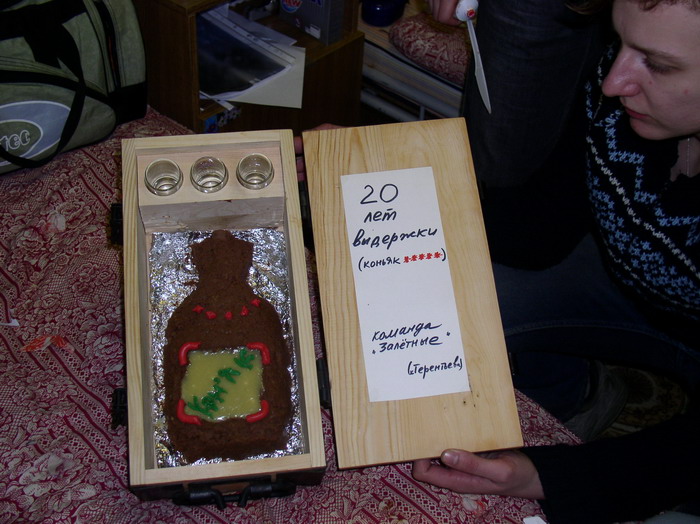 20
лет
выдержки
(коньяк *****)
команда
"Залётные"
(г.Терентьев)